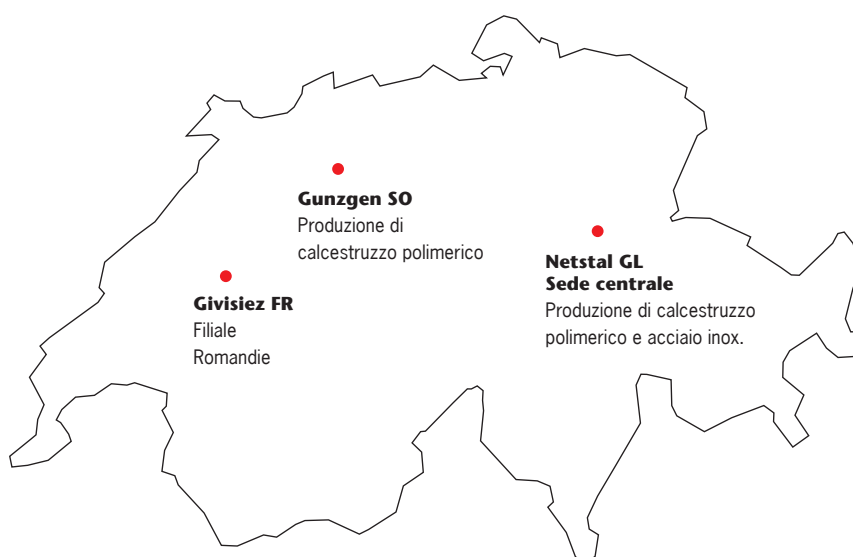 Gunzgen SO
Produzione di
calcestruzzo polimerico
Netstal GL
Sede centrale
Produzione di calcestruzzo
polimerico e acciaio inox.
Givisiez FR
Filiale
Romandie